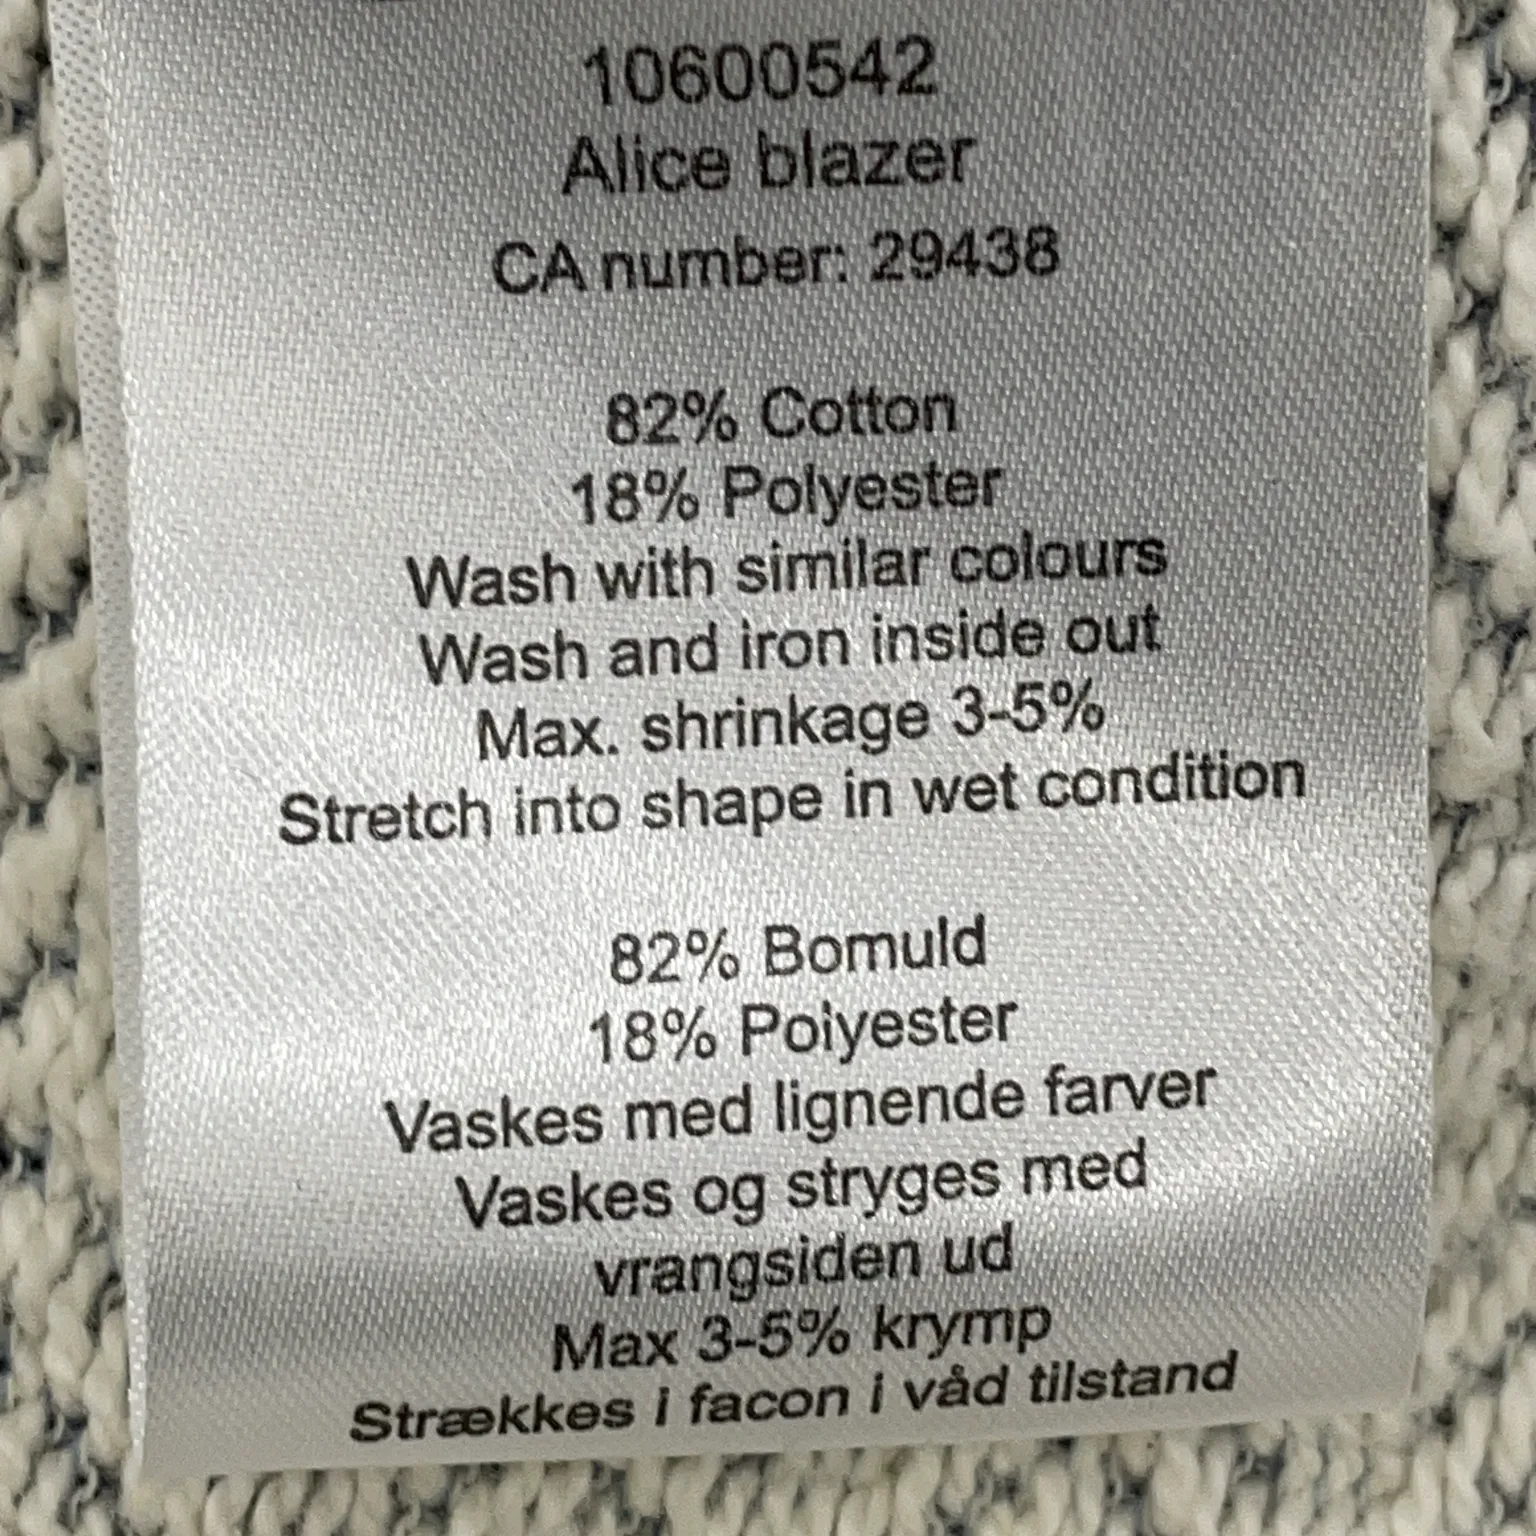 10600542
Alice blazer
CA number: 29438
82% Cotton
18% Polyester
Wash with similar colours
Wash and iron inside out
Max. shrinkage 3-5%
Stretch into shape in wet condition
82% Bomuld
18% Polyester
Vaskes med lignende farver
Vaskes og stryges med
vrangsiden ud
Max 3-5% krymp
Strækkes i facon i våd tilstand